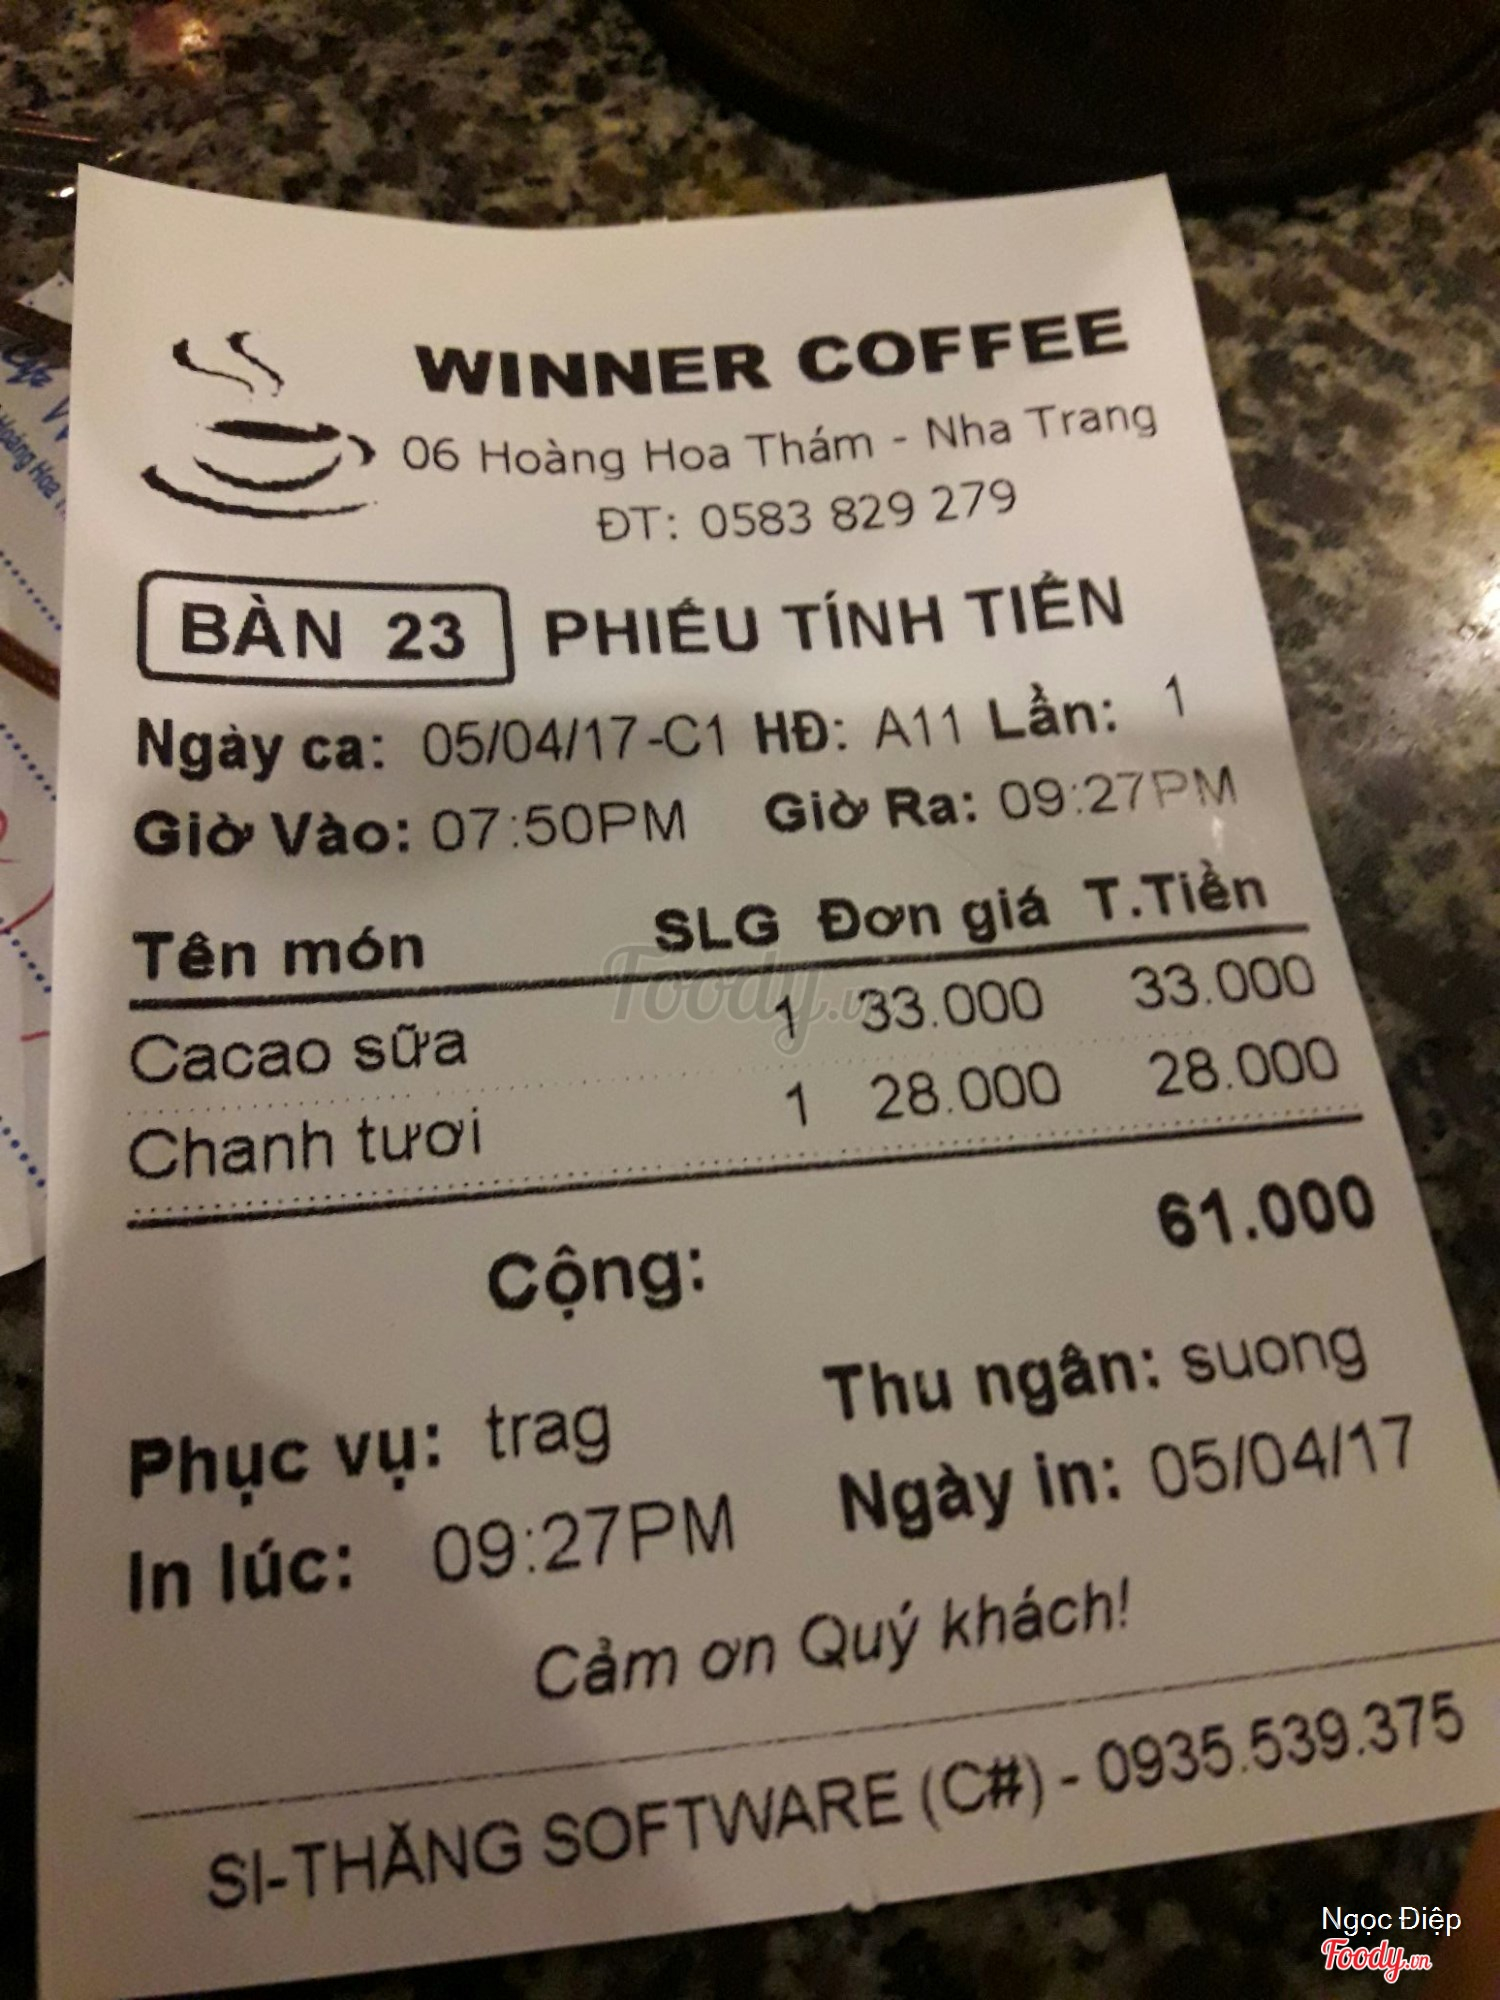 WINNER COFFEE
06 Hoàng Hoa Thám - Nha Trang
ĐT: 0583 829 279
BÀN 23 PHIẾU TÍNH TIỀN
Ngày ca: 05/04/17-C1 HĐ: A11 Lần: 1
Giờ Vào: 07:50PM Giờ Ra: 09:27PM
Tên món SLG Đơn giá T.Tiền
Cacao sữa 1 33.000 33.000
Chanh tươi 1 28.000 28.000
Cộng: 61.000
Phục vụ: trag Thu ngân: suong
In lúc: 09:27PM Ngày in: 05/04/17
Cảm ơn Quý khách!
SI-THĂNG SOFTWARE (C#) - 0935.539.375
Foody.vn
Ngọc Điệp
Foody.vn